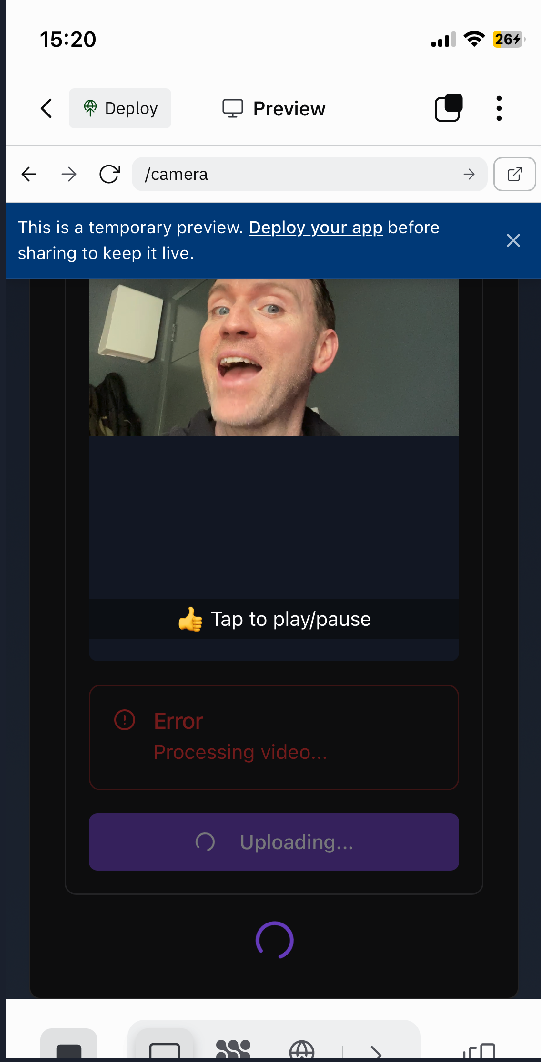 15:20
26
Deploy
Preview
/camera
This is a temporary preview. Deploy your app before
sharing to keep it live.
👍 Tap to play/pause
Error
Processing video...
Uploading...